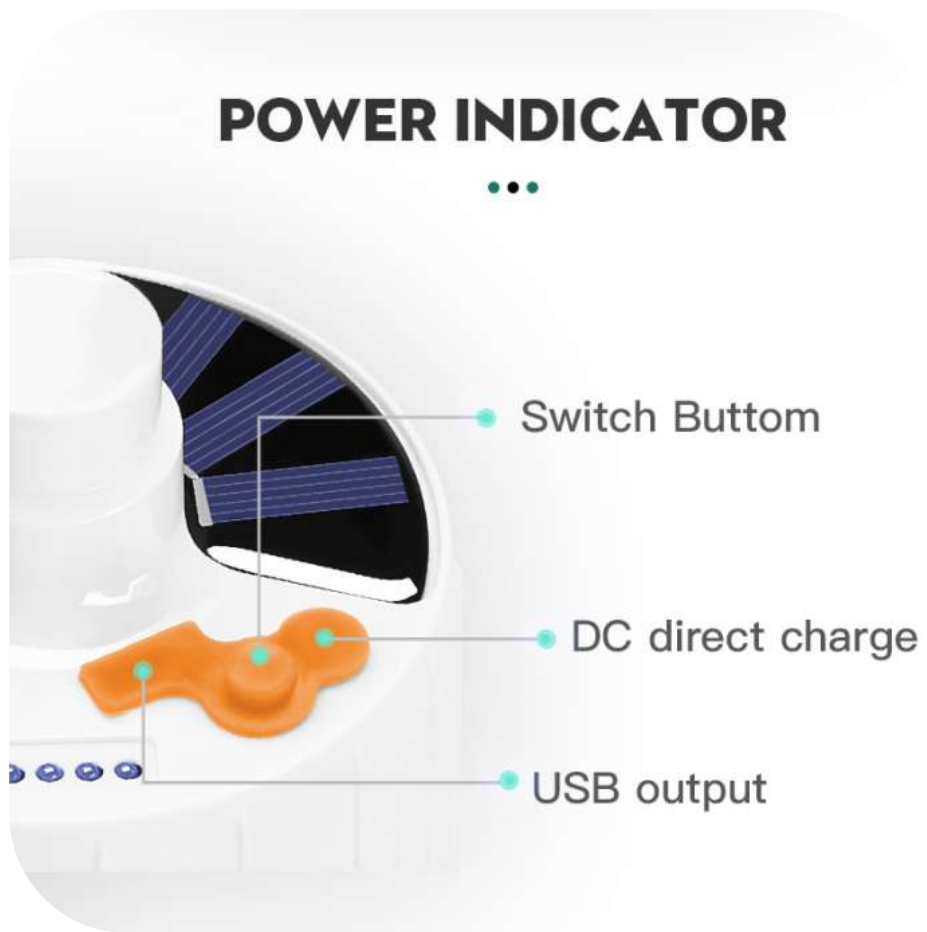 POWER INDICATOR
Switch Buttom
DC direct charge
USB output